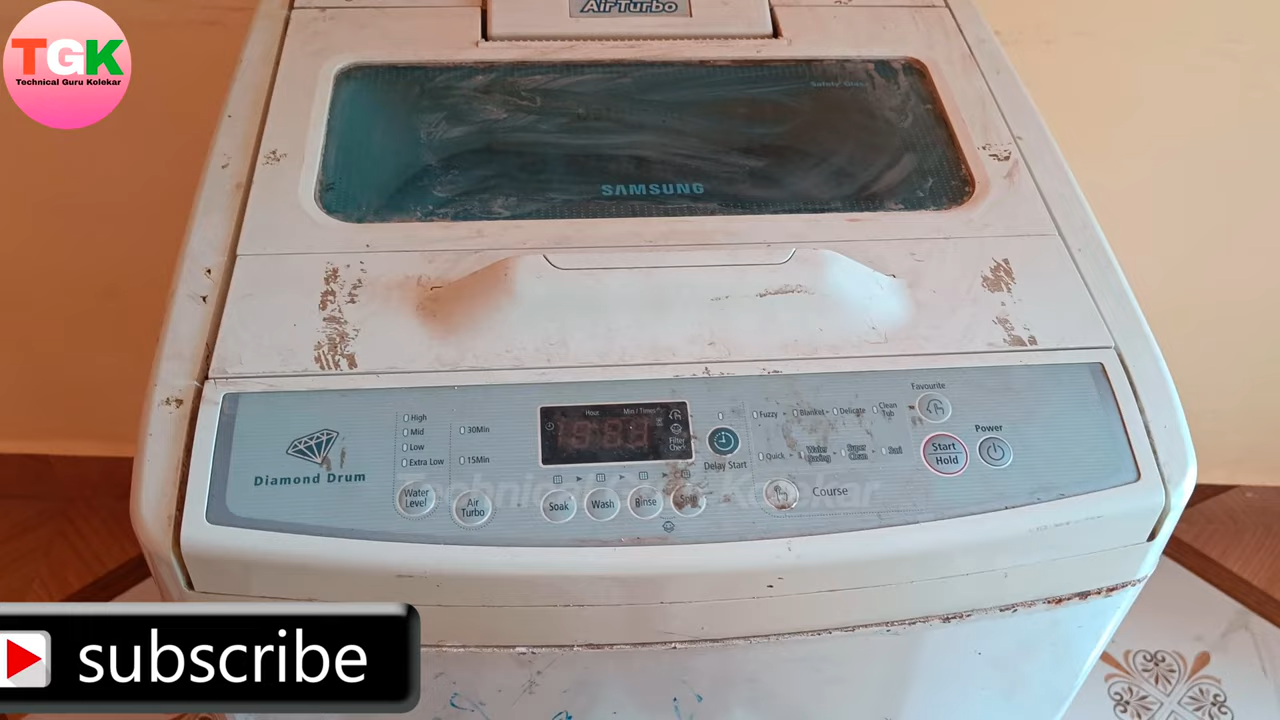 TGK
Technical Guru Kolekar
Air Turbo
Safety Glass
SAMSUNG
Favourite
Power
Start
Hold
High
Mid
Low
Extra Low
30Min
15Min
Hour
Min / Times
Filter
Check
Delay Start
Fuzzy
Blanket
Delicate
Clean
Tub
Quick
Water
Saving
Super
Clean
Diamond Drum
Water
Level
Air
Turbo
Soak
Wash
Rinse
Spin
Course
subscribe